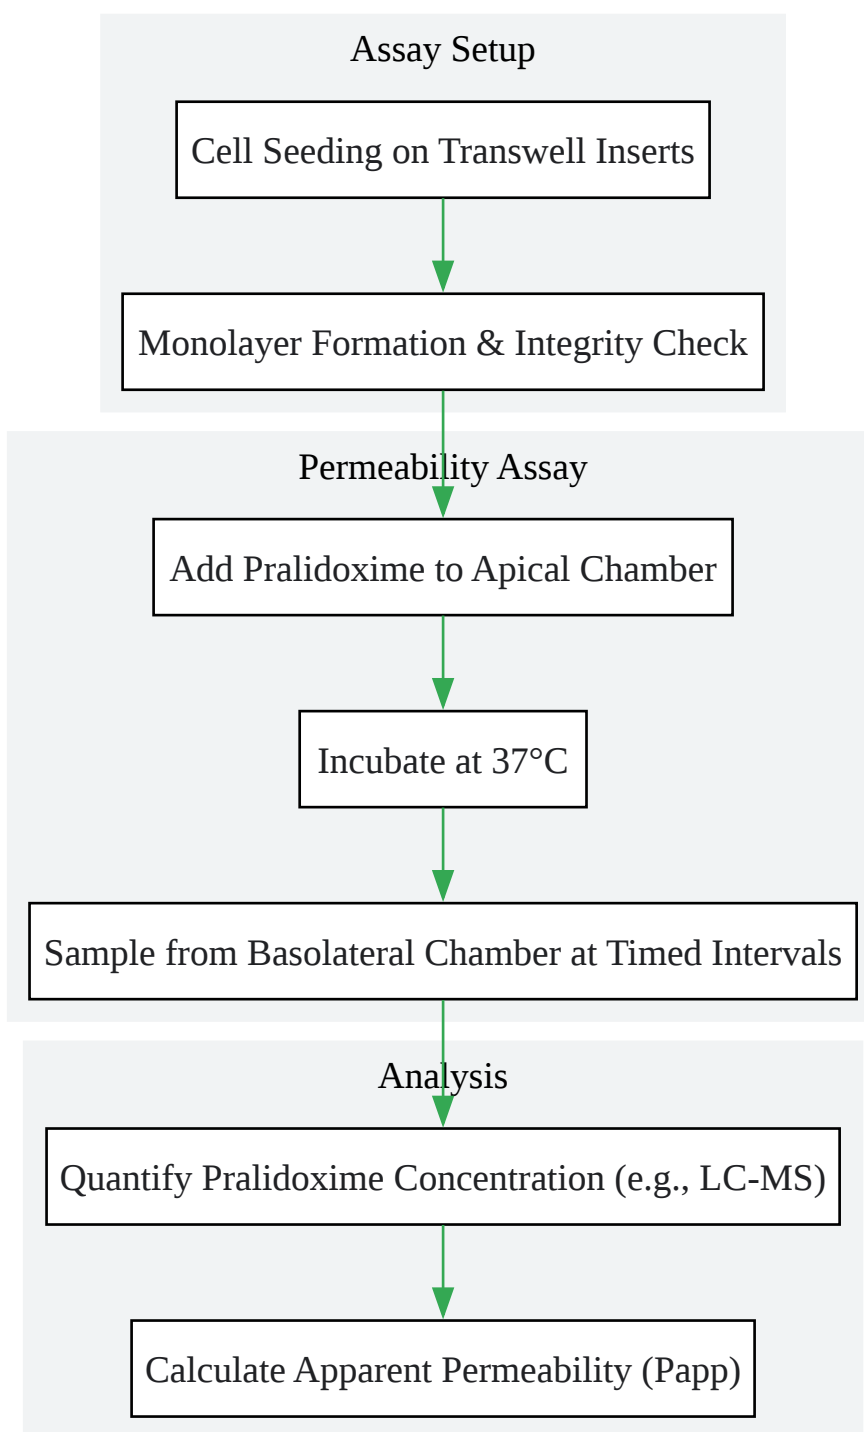 Assay Setup
Cell Seeding on Transwell Inserts
Monolayer Formation & Integrity Check
Permeability Assay
Add Pralidoxime to Apical Chamber
Incubate at 37°C
Sample from Basolateral Chamber at Timed Intervals
Analysis
Quantify Pralidoxime Concentration (e.g., LC-MS)
Calculate Apparent Permeability (Papp)